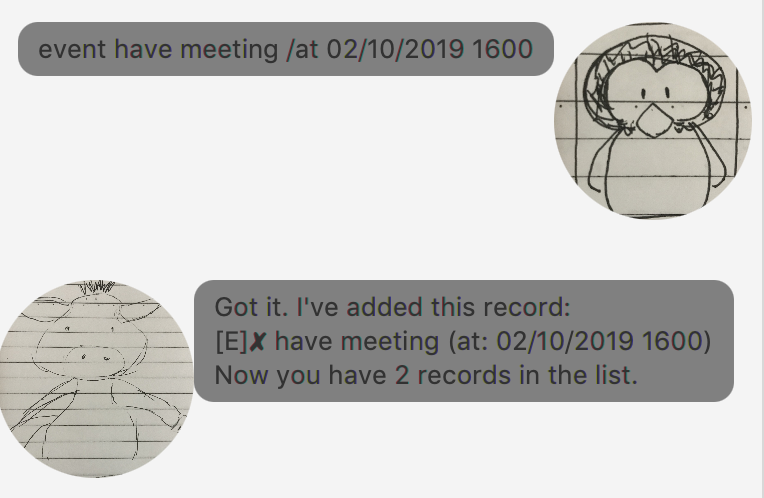 event have meeting /at 02/10/2019 1600
Got it. I've added this record:
[E]✘ have meeting (at: 02/10/2019 1600)
Now you have 2 records in the list.